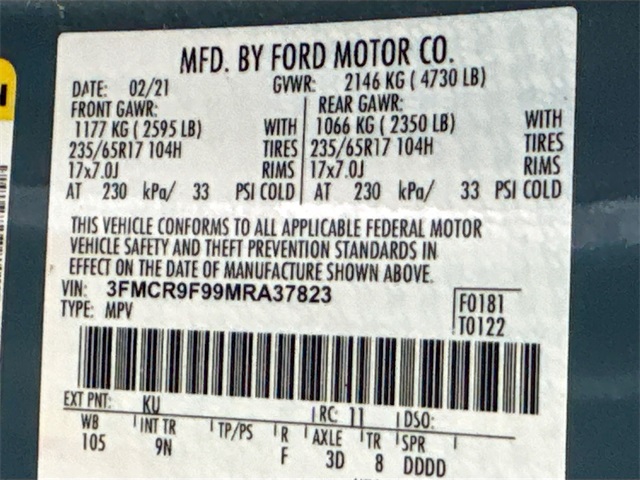 MFD. BY FORD MOTOR CO.
DATE: 02/21 GVWR: 2146 KG ( 4730 LB)
FRONT GAWR: REAR GAWR:
1177 KG ( 2595 LB) WITH 1066 KG ( 2350 LB) WITH
235/65R17 104H TIRES 235/65R17 104H TIRES
17x7.0J RIMS 17x7.0J RIMS
AT 230 kPa/ 33 PSI COLD AT 230 kPa/ 33 PSI COLD
THIS VEHICLE CONFORMS TO ALL APPLICABLE FEDERAL MOTOR
VEHICLE SAFETY AND THEFT PREVENTION STANDARDS IN
EFFECT ON THE DATE OF MANUFACTURE SHOWN ABOVE.
VIN: 3FMCR9F99MRA37823 F0181
TYPE: MPV T0122
EXT PNT: KU RC: 11 DSO:
WB INT TR TP/PS R AXLE TR SPR
105 9N F 3D 8 DDDD